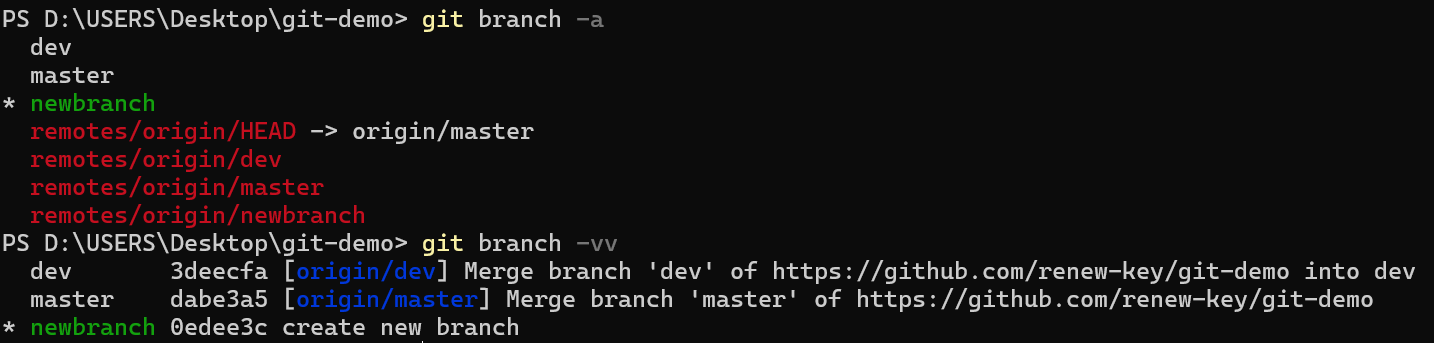 PS D:\USERS\Desktop\git-demo> git branch -a
  dev
  master
* newbranch
  remotes/origin/HEAD -> origin/master
  remotes/origin/dev
  remotes/origin/master
  remotes/origin/newbranch
PS D:\USERS\Desktop\git-demo> git branch -vv
  dev       3deecfa [origin/dev] Merge branch 'dev' of https://github.com/renew-key/git-demo into dev
  master    dabe3a5 [origin/master] Merge branch 'master' of https://github.com/renew-key/git-demo
* newbranch 0edee3c create new branch